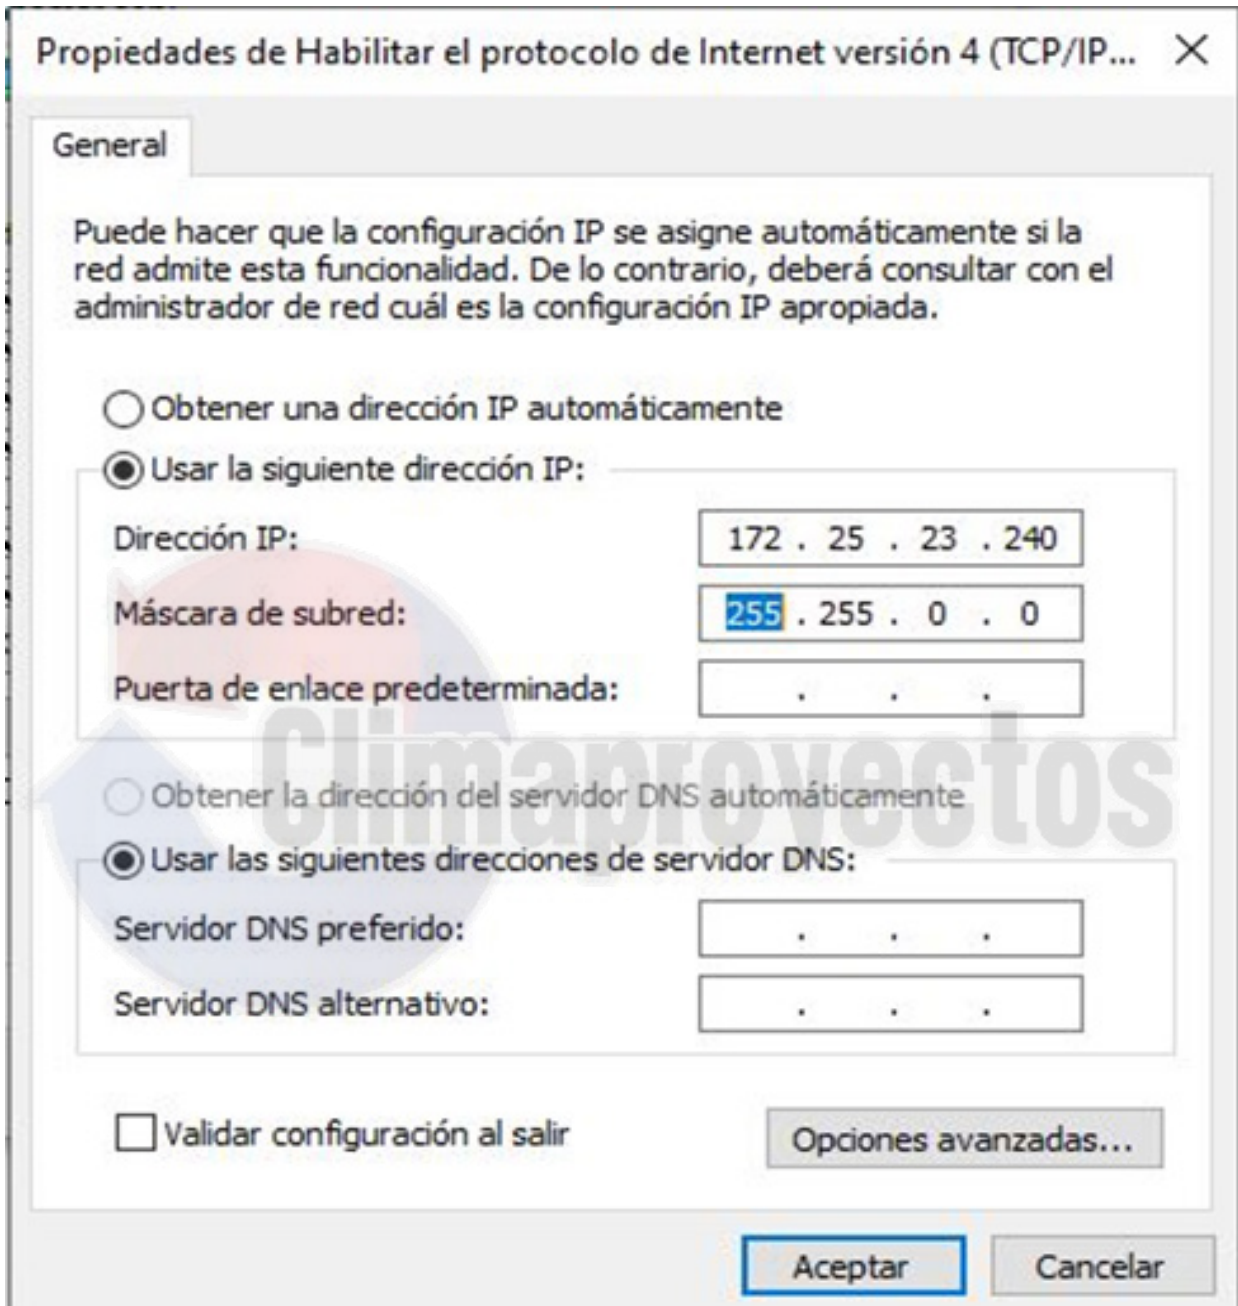 Propiedades de Habilitar el protocolo de Internet versión 4 (TCP/IP...
General
Puede hacer que la configuración IP se asigne automáticamente si la
red admite esta funcionalidad. De lo contrario, deberá consultar con el
administrador de red cuál es la configuración IP apropiada.
Obtener una dirección IP automáticamente
Usar la siguiente dirección IP:
Dirección IP: 172 . 25 . 23 . 240
Máscara de subred: 255 . 255 . 0 . 0
Puerta de enlace predeterminada: . . .
Climaproyectos
Obtener la dirección del servidor DNS automáticamente
Usar las siguientes direcciones de servidor DNS:
Servidor DNS preferido: . . .
Servidor DNS alternativo: . . .
Validar configuración al salir
Opciones avanzadas...
Aceptar Cancelar